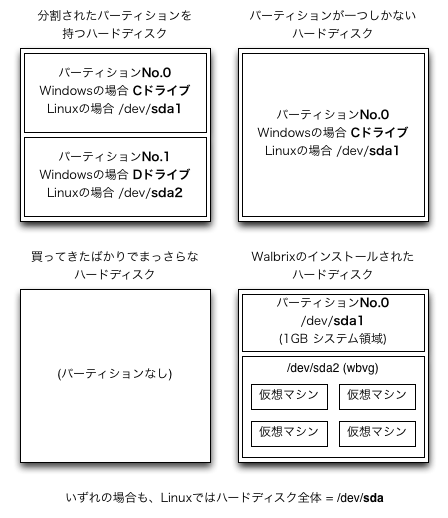 分割されたパーティションを
持つハードディスク
パーティションNo.0
Windowsの場合 Cドライブ
Linuxの場合 /dev/sda1
パーティションNo.1
Windowsの場合 Dドライブ
Linuxの場合 /dev/sda2
パーティションが一つしかない
ハードディスク
パーティションNo.0
Windowsの場合 Cドライブ
Linuxの場合 /dev/sda1
買ってきたばかりでまっさらな
ハードディスク
(パーティションなし)
Walbrixのインストールされた
ハードディスク
パーティションNo.0
/dev/sda1
(1GB システム領域)
/dev/sda2 (wbvg)
仮想マシン 仮想マシン
仮想マシン 仮想マシン
いずれの場合も、Linuxではハードディスク全体 = /dev/sda